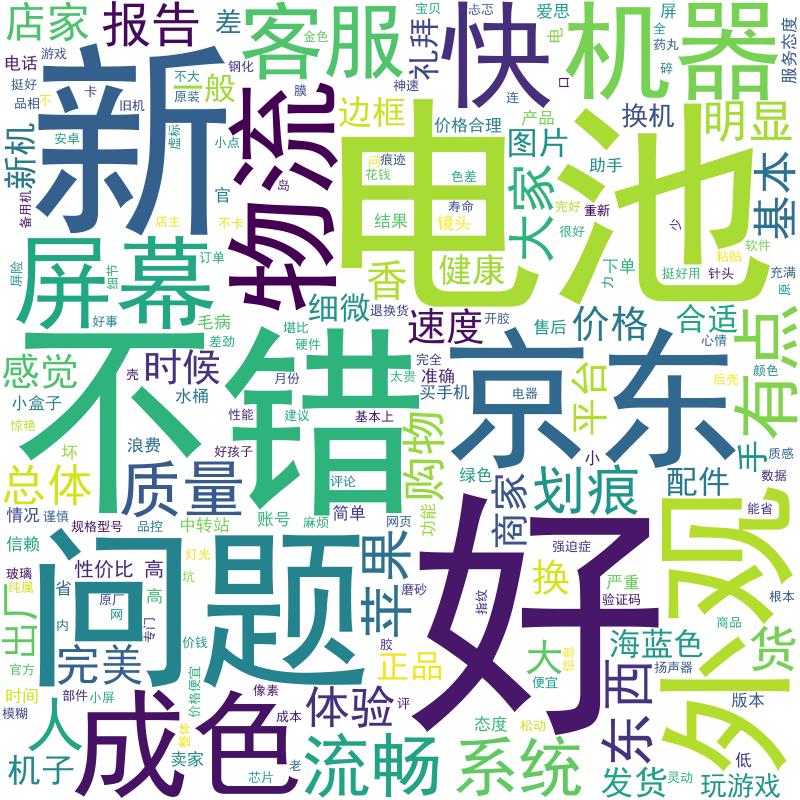 店家
报告
差
客服
快
礼拜
宝贝
忐忑
爱思
屏
全
药丸
碎
机器
服务态度
电话
游戏
挺好
卡
品相
不
旧机
金色
钢化
不大
原装
膜
一般
神速
连
电
口
新
新机
安卓
虚标
小点
物流
边框
价格合理
产品
换机
明显
图片
问
痕迹
花钱
色差
助手
大家
基本
备用机
店主
不卡
官
岛
电池
寿命
结果
镜头
完好
重新
很好
少
软件
粘贴
屏幕
屏险
细节
订单
香
健康
下单
力
挺好用
针头
充满
原
好事
毛病
差劲
细微
退换货
堪比
硬件
速度
开胶
售后
价格
合适
心情
有点
感觉
壳
时候
月份
太贵
完全
准确
买手机
电器
京东
后壳
颜色
小盒子
水桶
不错
平台
惊艳
性能
建议
基本上
坏
浪费
好孩子
评论
购物
小
手
质感
总体
质量
绿色
商家
划痕
配件
数据
能省
情况
谨慎
规格型号
品控
中转站
账号
麻烦
简单
网页
功能
信赖
灯光
强迫症
外观
问题
苹果
好
玻璃
纯属
省
性价比
高
高
坑
磨砂
指纹
换
严重
验证码
根本
出厂
原厂
网
内
专门
价钱
胶
商品
官方
完美
正品
大
信息
便宜
海蓝色
货
扬声器
时间
部件
小屏
价格便宜
像素
体验
评
东西
模糊
人
成色
成本
整体
态度
松动
版本
机子
卖家
芯片
老
流畅
系统
发货
灵动
低
玩游戏